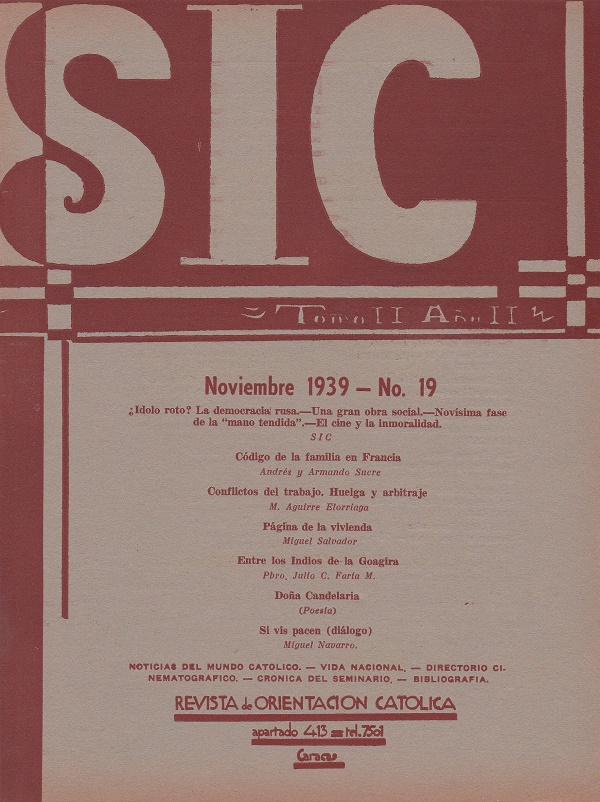 SIC
Tomo II Año II
Noviembre 1939 — No. 19
¿Idolo roto? La democracia rusa.—Una gran obra social.—Novísima fase
de la "mano tendida".—El cine y la inmoralidad.
SIC
Código de la familia en Francia
Andrés y Armando Sucre
Conflictos del trabajo. Huelga y arbitraje
M. Aguirre Elorriaga
Página de la vivienda
Miguel Salvador
Entre los Indios de la Goagira
Pbro. Julio C. Faría M.
Doña Candelaria
(Poesía)
Si vis pacen (diálogo)
Miguel Navarro.
NOTICIAS DEL MUNDO CATOLICO. — VIDA NACIONAL. — DIRECTORIO CI-
NEMATOGRAFICO. — CRONICA DEL SEMINARIO. — BIBLIOGRAFIA.
REVISTA de ORIENTACION CATOLICA
apartado 413 = tel. 7501
Caracas